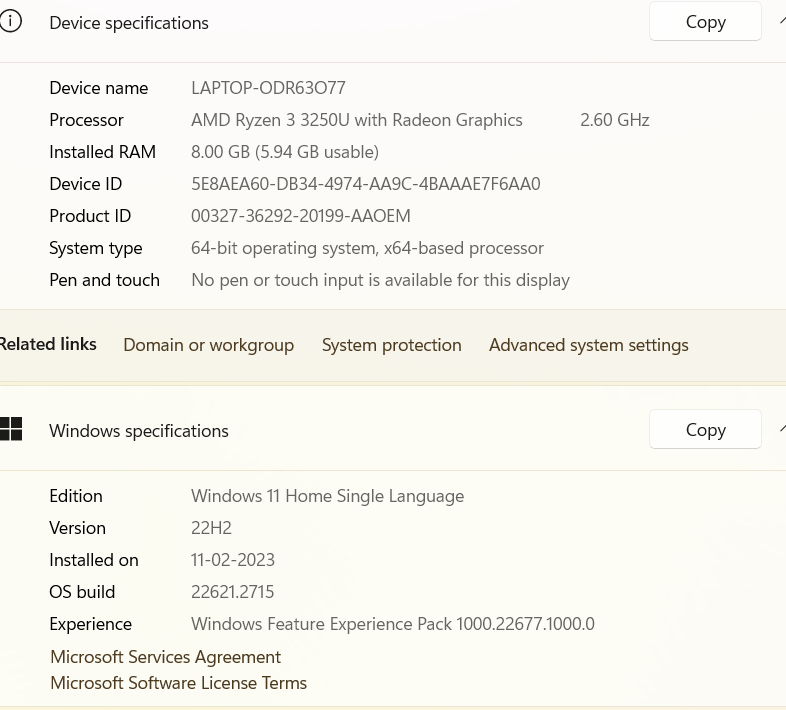 Device specifications Copy
Device name LAPTOP-ODR63O77
Processor AMD Ryzen 3 3250U with Radeon Graphics 2.60 GHz
Installed RAM 8.00 GB (5.94 GB usable)
Device ID 5E8AEA60-DB34-4974-AA9C-4BAAAE7F6AA0
Product ID 00327-36292-20199-AAOEM
System type 64-bit operating system, x64-based processor
Pen and touch No pen or touch input is available for this display
Related links Domain or workgroup System protection Advanced system settings
Windows specifications Copy
Edition Windows 11 Home Single Language
Version 22H2
Installed on 11-02-2023
OS build 22621.2715
Experience Windows Feature Experience Pack 1000.22677.1000.0
Microsoft Services Agreement
Microsoft Software License Terms